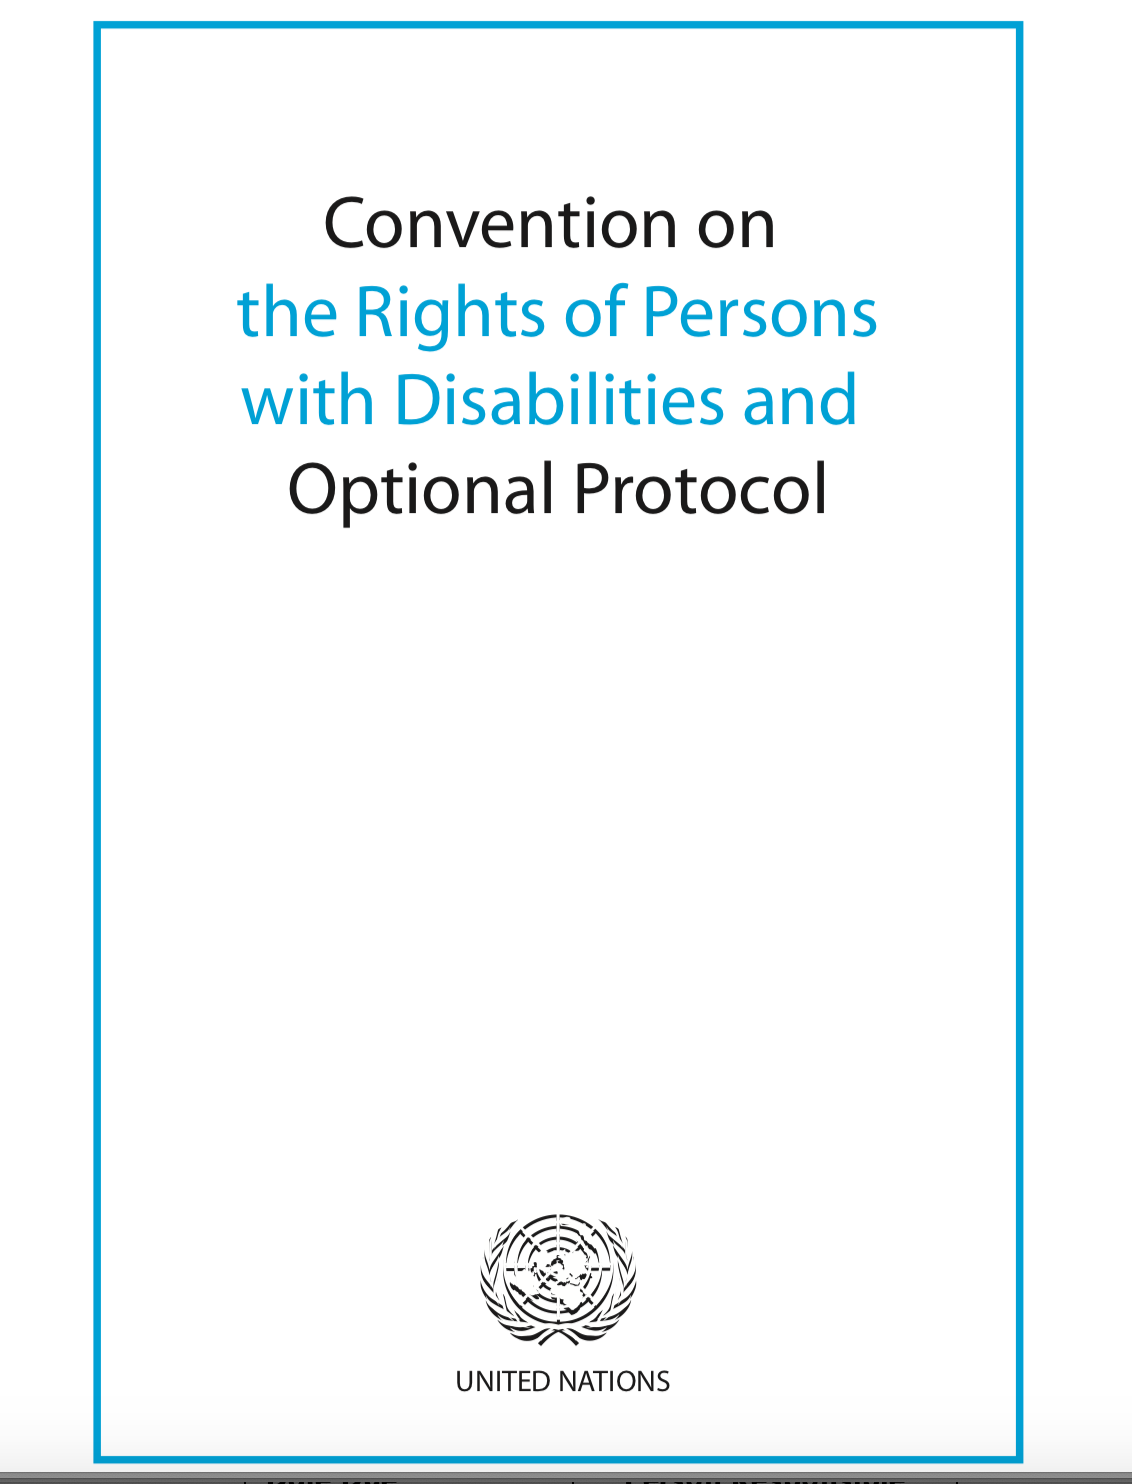 Convention on
the Rights of Persons
with Disabilities and
Optional Protocol
UNITED NATIONS